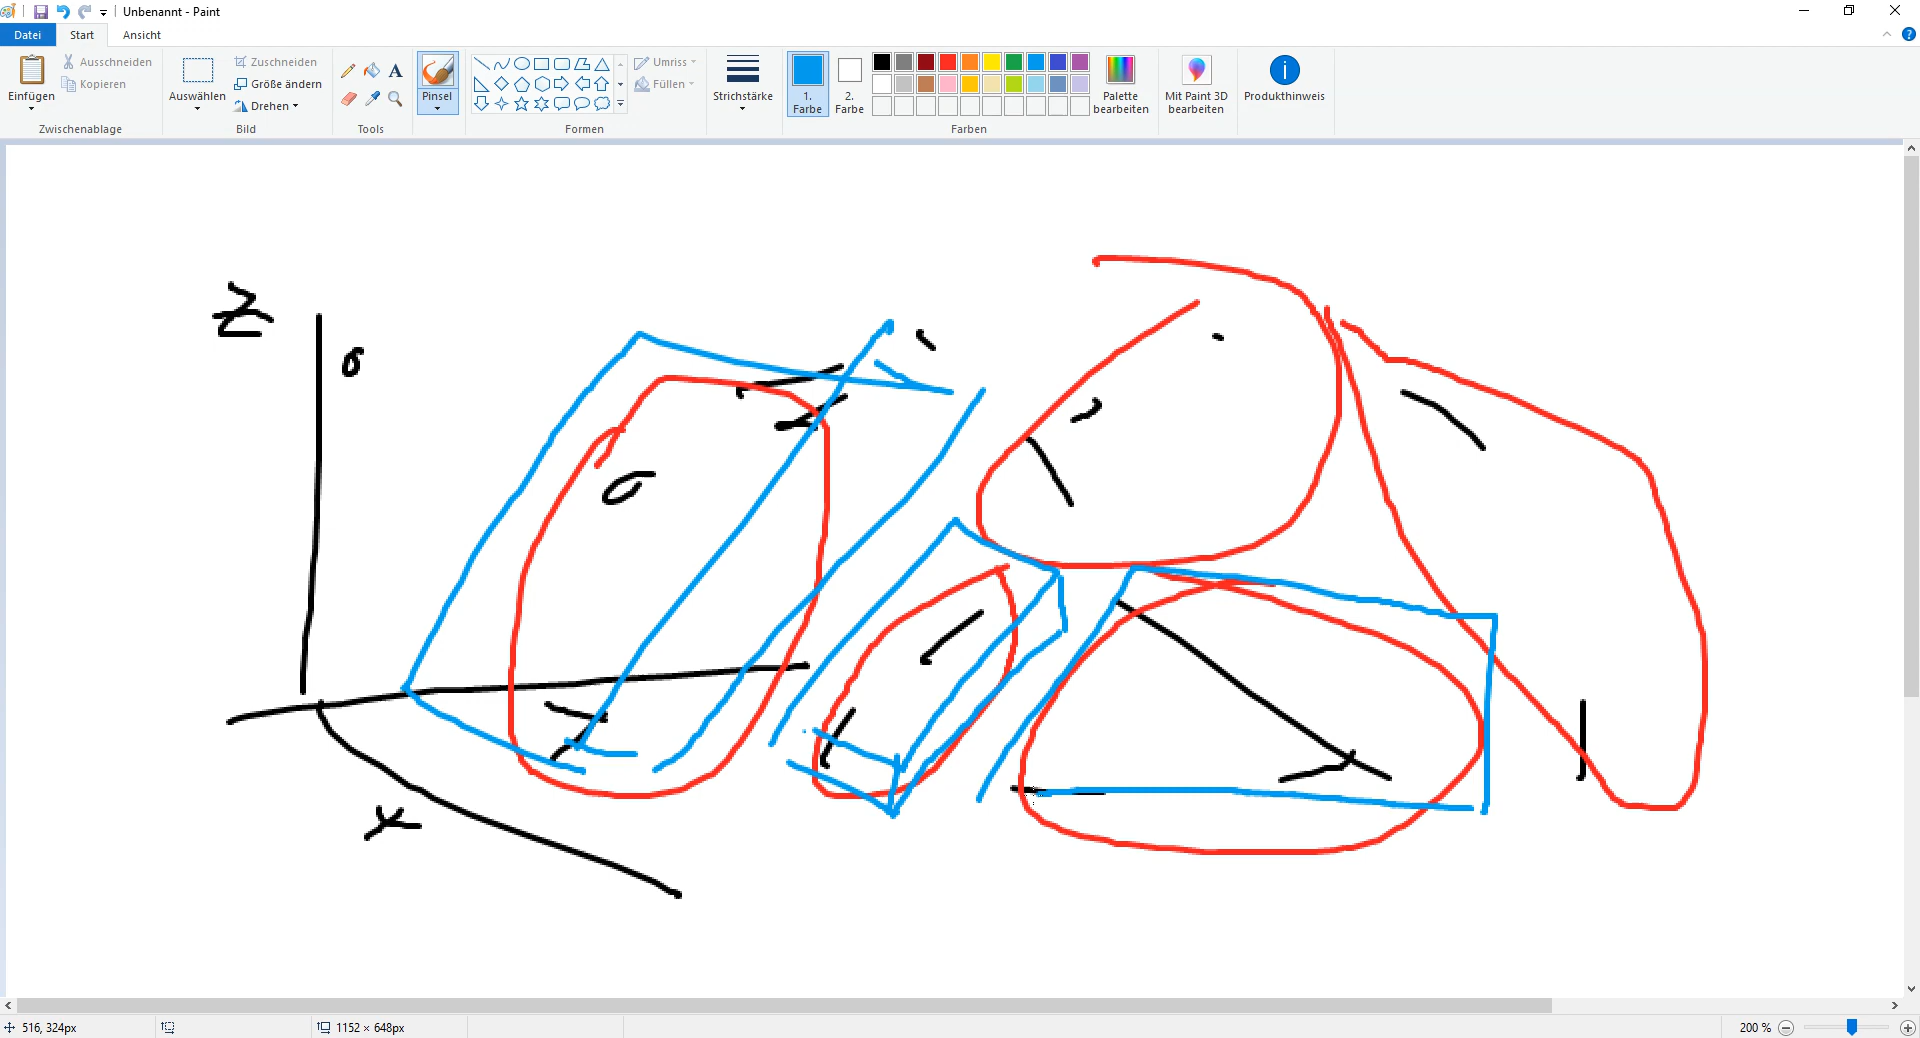 Unbenannt - Paint
Datei Start Ansicht
Einfügen
Ausschneiden
Kopieren
Zwischenablage
Auswählen
Zuschneiden
Größe ändern
Drehen
Bild
A
Tools
Pinsel
Formen
Umriss
Füllen
Strichstärke
1. Farbe
2. Farbe
Farben
Palette bearbeiten
Mit Paint 3D bearbeiten
Produkthinweis
Z
x
516, 324px
1152 × 648px
200 %